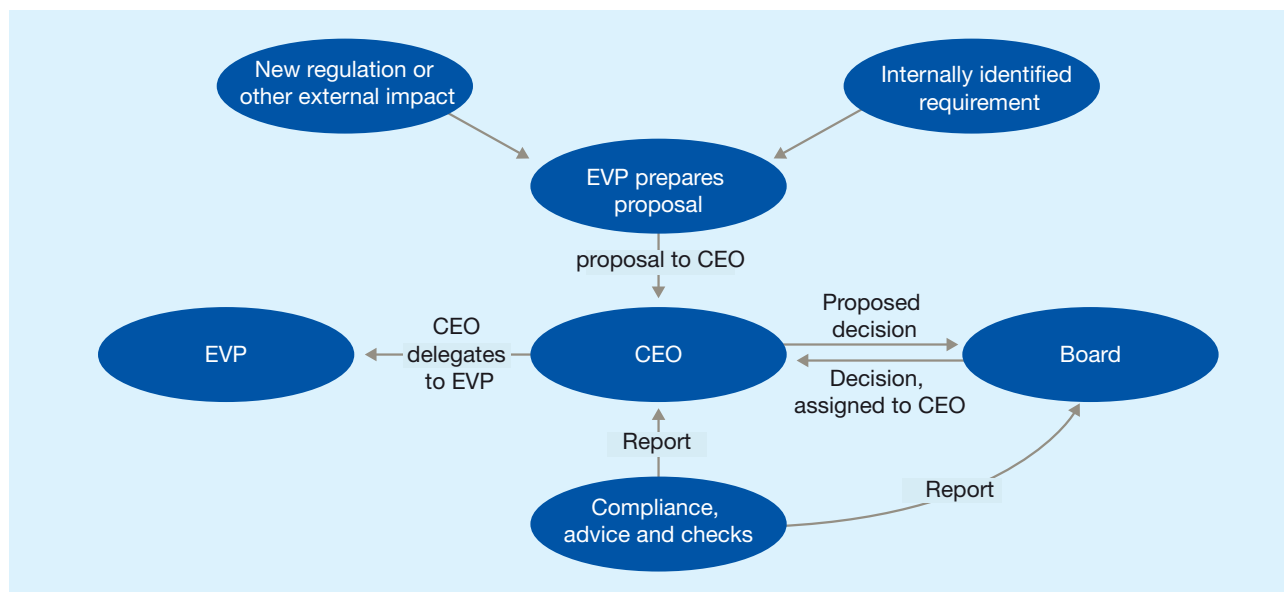 New regulation or
other external impact
Internally identified
requirement
EVP prepares
proposal
proposal to CEO
EVP
CEO
delegates
to EVP
CEO
Proposed
decision
Decision,
assigned to CEO
Board
Report
Report
Compliance,
advice and checks